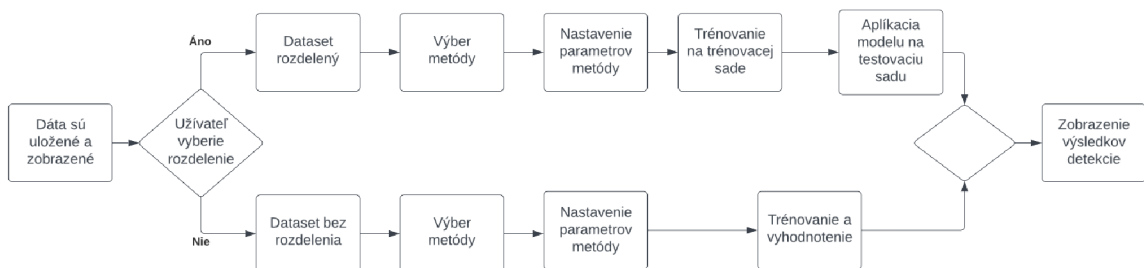 Áno
Dataset
rozdelený
Výber
metódy
Nastavenie
parametrov
metódy
Trénovanie
na trénovacej
sade
Aplíkacia
modelu na
testovaciu
sadu
Dáta sú
uložené a
zobrazené
Užívateľ
vyberie
rozdelenie
Zobrazenie
výsledkov
detekcie
Nie
Dataset bez
rozdelenia
Výber
metódy
Nastavenie
parametrov
metódy
Trénovanie a
vyhodnotenie